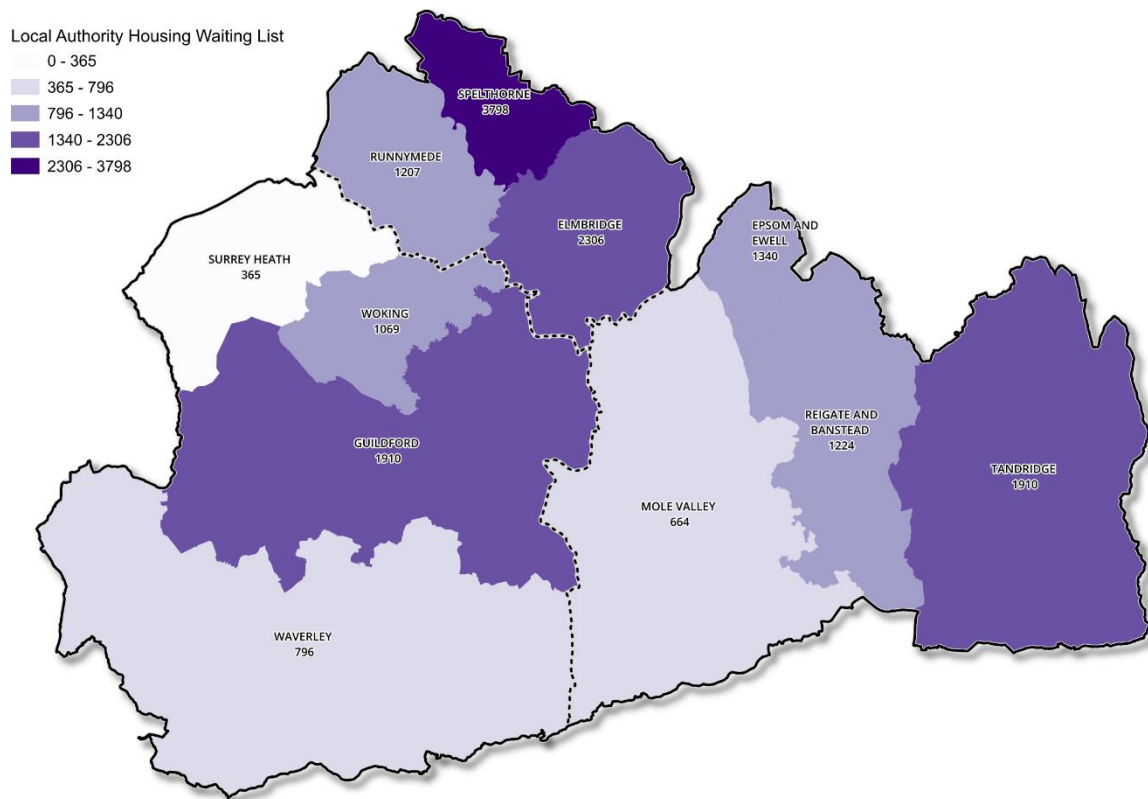 Local Authority Housing Waiting List
0 - 365
365 - 796
796 - 1340
1340 - 2306
2306 - 3798
SPELTHORNE
3798
RUNNYMEDE
1207
ELMBRIDGE
2306
EPSOM AND
EWELL
1340
SURREY HEATH
365
WOKING
1069
REIGATE AND
BANSTEAD
1224
GUILDFORD
1910
TANDRIDGE
1910
MOLE VALLEY
664
WAVERLEY
796